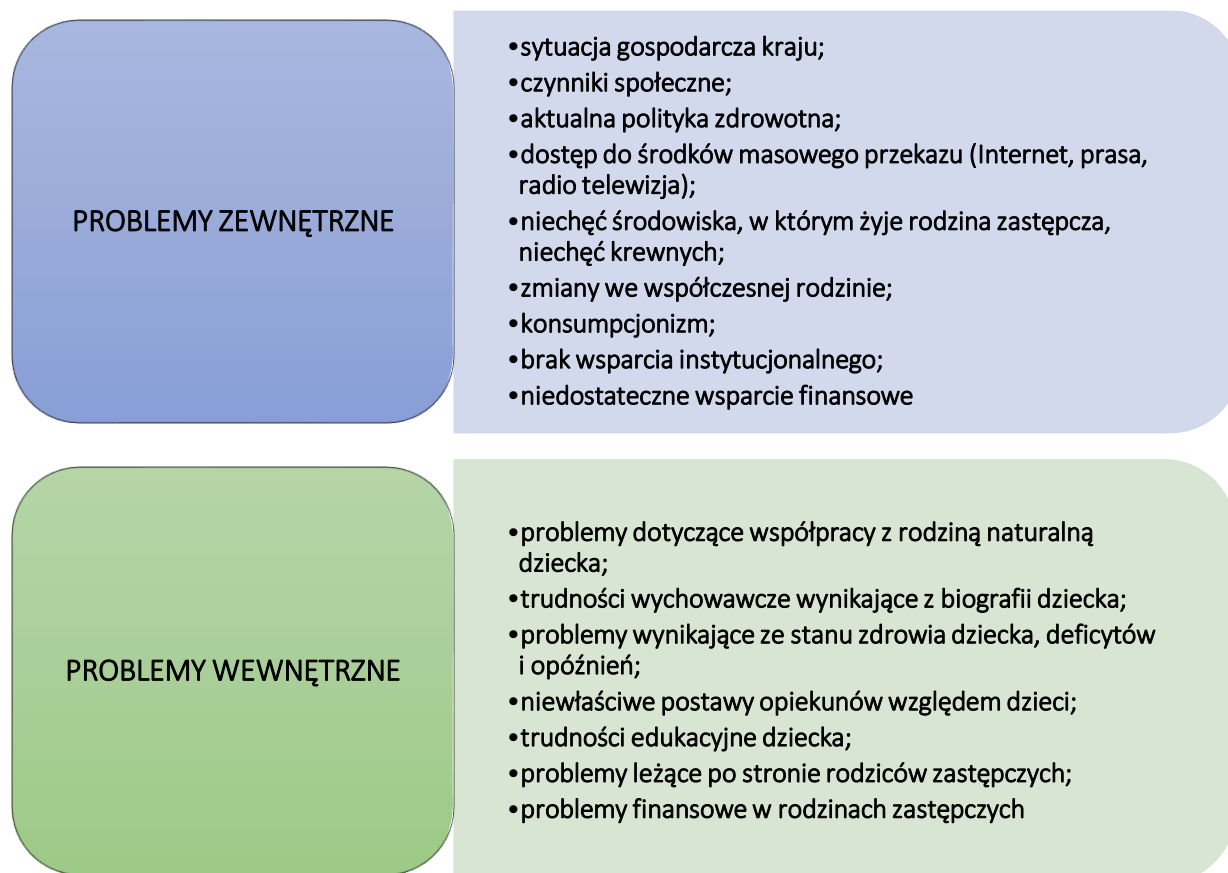 PROBLEMY ZEWNĘTRZNE
•sytuacja gospodarcza kraju;
•czynniki społeczne;
•aktualna polityka zdrowotna;
•dostęp do środków masowego przekazu (Internet, prasa,
radio telewizja);
•niechęć środowiska, w którym żyje rodzina zastępcza,
niechęć krewnych;
•zmiany we współczesnej rodzinie;
•konsumpcjonizm;
•brak wsparcia instytucjonalnego;
•niedostateczne wsparcie finansowe
PROBLEMY WEWNĘTRZNE
•problemy dotyczące współpracy z rodziną naturalną
dziecka;
•trudności wychowawcze wynikające z biografii dziecka;
•problemy wynikające ze stanu zdrowia dziecka, deficytów
i opóźnień;
•niewłaściwe postawy opiekunów względem dzieci;
•trudności edukacyjne dziecka;
•problemy leżące po stronie rodziców zastępczych;
•problemy finansowe w rodzinach zastępczych